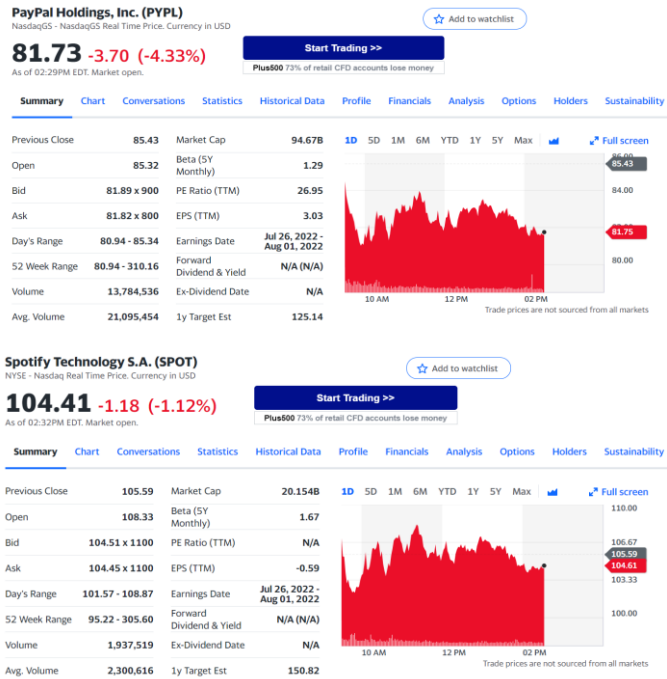 PayPal Holdings, Inc. (PYPL)
NasdaqGS - NasdaqGS Real Time Price. Currency in USD
Add to watchlist
81.73 -3.70 (-4.33%)
As of 02:29PM EDT. Market open.
Start Trading >>
Plus500 73% of retail CFD accounts lose money
Summary Chart Conversations Statistics Historical Data Profile Financials Analysis Options Holders Sustainability
Previous Close 85.43 Market Cap 94.67B
Open 85.32 Beta (5Y Monthly) 1.29
Bid 81.89 x 900 PE Ratio (TTM) 26.95
Ask 81.82 x 800 EPS (TTM) 3.03
Day's Range 80.94 - 85.34 Earnings Date Jul 26, 2022 - Aug 01, 2022
52 Week Range 80.94 - 310.16 Forward Dividend & Yield N/A (N/A)
Volume 13,784,536 Ex-Dividend Date N/A
Avg. Volume 21,095,454 1y Target Est 125.14
1D 5D 1M 6M YTD 1Y 5Y Max Full screen
86.00
85.43
84.00
81.75
80.00
10 AM 12 PM 02 PM
Trade prices are not sourced from all markets
Spotify Technology S.A. (SPOT)
NYSE - Nasdaq Real Time Price. Currency in USD
Add to watchlist
104.41 -1.18 (-1.12%)
As of 02:32PM EDT. Market open.
Start Trading >>
Plus500 73% of retail CFD accounts lose money
Summary Chart Conversations Statistics Historical Data Profile Financials Analysis Options Holders Sustainability
Previous Close 105.59 Market Cap 20.154B
Open 108.33 Beta (5Y Monthly) 1.67
Bid 104.51 x 1100 PE Ratio (TTM) N/A
Ask 104.45 x 1100 EPS (TTM) -0.59
Day's Range 101.57 - 108.87 Earnings Date Jul 26, 2022 - Aug 01, 2022
52 Week Range 95.22 - 305.60 Forward Dividend & Yield N/A (N/A)
Volume 1,937,519 Ex-Dividend Date N/A
Avg. Volume 2,300,616 1y Target Est 150.82
1D 5D 1M 6M YTD 1Y 5Y Max Full screen
110.00
106.67
105.59
104.61
103.33
100.00
10 AM 12 PM 02 PM
Trade prices are not sourced from all markets